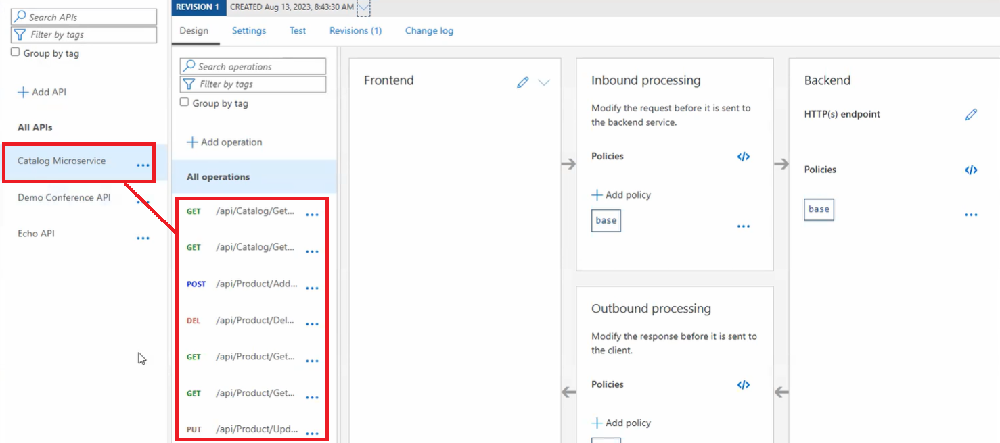 Search APIs
Filter by tags
Group by tag
Add API
All APIs
Catalog Microservice
Demo Conference API
Echo API
REVISION 1 CREATED Aug 13, 2023, 8:43:30 AM
Design Settings Test Revisions (1) Change log
Search operations
Filter by tags
Group by tag
Add operation
All operations
GET /api/Catalog/Get...
GET /api/Catalog/Get...
POST /api/Product/Add...
DEL /api/Product/Del...
GET /api/Product/Get...
GET /api/Product/Get...
PUT /api/Product/Upd...
Frontend
Inbound processing
Modify the request before it is sent to
the backend service.
Policies
</>
Add policy
base
Outbound processing
Modify the response before it is sent to
the client.
Policies
</>
Add policy
Backend
HTTP(s) endpoint
Policies
</>
base